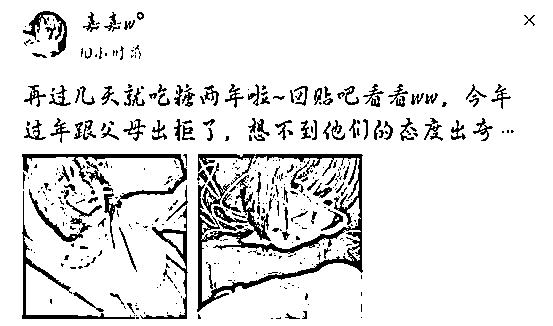 嘉嘉w°
10小时前
再过几天就吃糖两年啦~回贴吧看看ww，今年
过年跟父母出柜了，想不到他们的态度出奇…